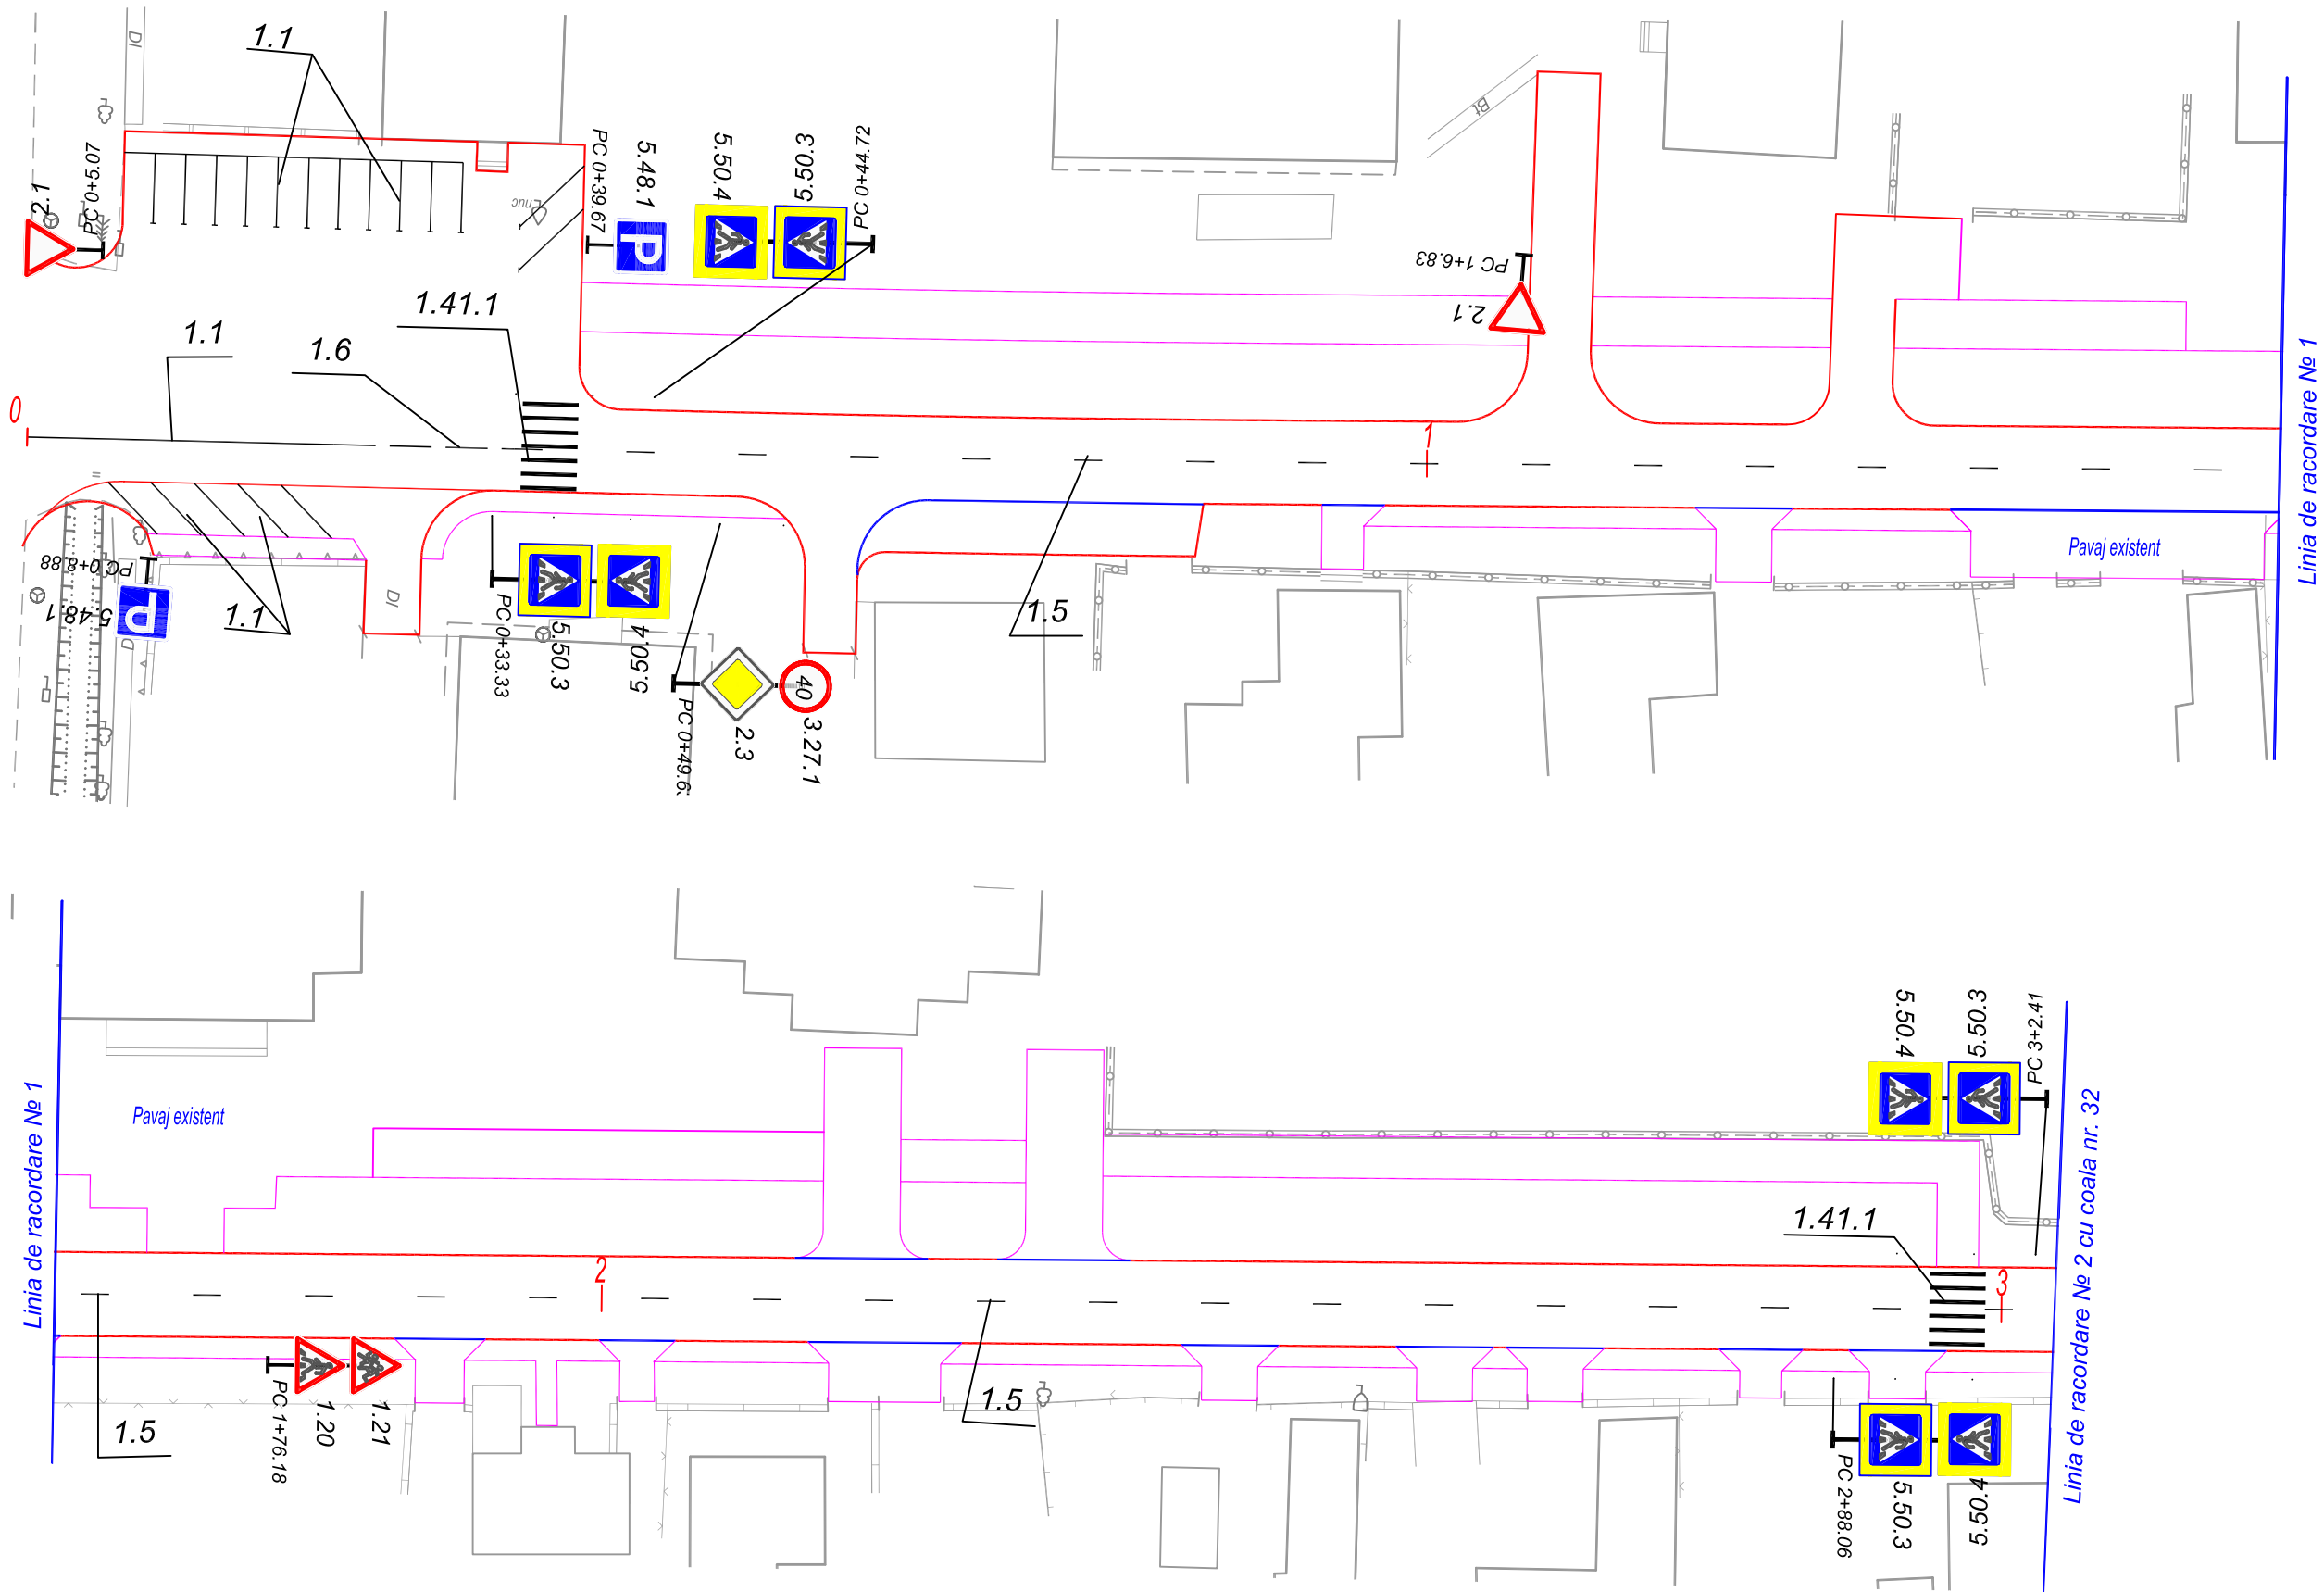 DI
1.1
2.1
PC 0+5.07
Enuc
PC 0+39.67
5.48.1
P
5.50.4
5.50.3
PC 0+44.72
Bt
PC 1+6.83
2.1
1.41.1
1.1
1.6
0
1
Linia de racordare № 1
Pavaj existent
PC 0+8.88
5.48.1
P
D
1.1
DI
PC 0+33.33
5.50.3
5.50.4
PC 0+49.6
2.3
40
3.27.1
1.5
Linia de racordare № 1
Pavaj existent
5.50.4
5.50.3
PC 3+2.41
Linia de racordare № 2 cu coala nr. 32
1.41.1
2
3
1.5
PC 1+76.18
1.20
1.21
1.5
PC 2+88.06
5.50.3
5.50.4